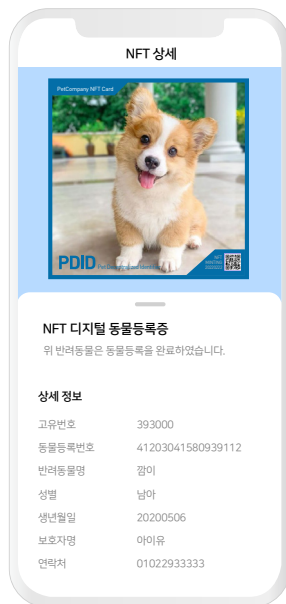 NFT 상세
PetCompany NFT Card
PDID
NFT
NFT 디지털 동물등록증
위 반려동물은 동물등록을 완료하였습니다.
상세 정보
고유번호 393000
동물등록번호 41203041580939112
반려동물명 깜이
성별 남아
생년월일 20200506
보호자명 아이유
연락처 01022933333